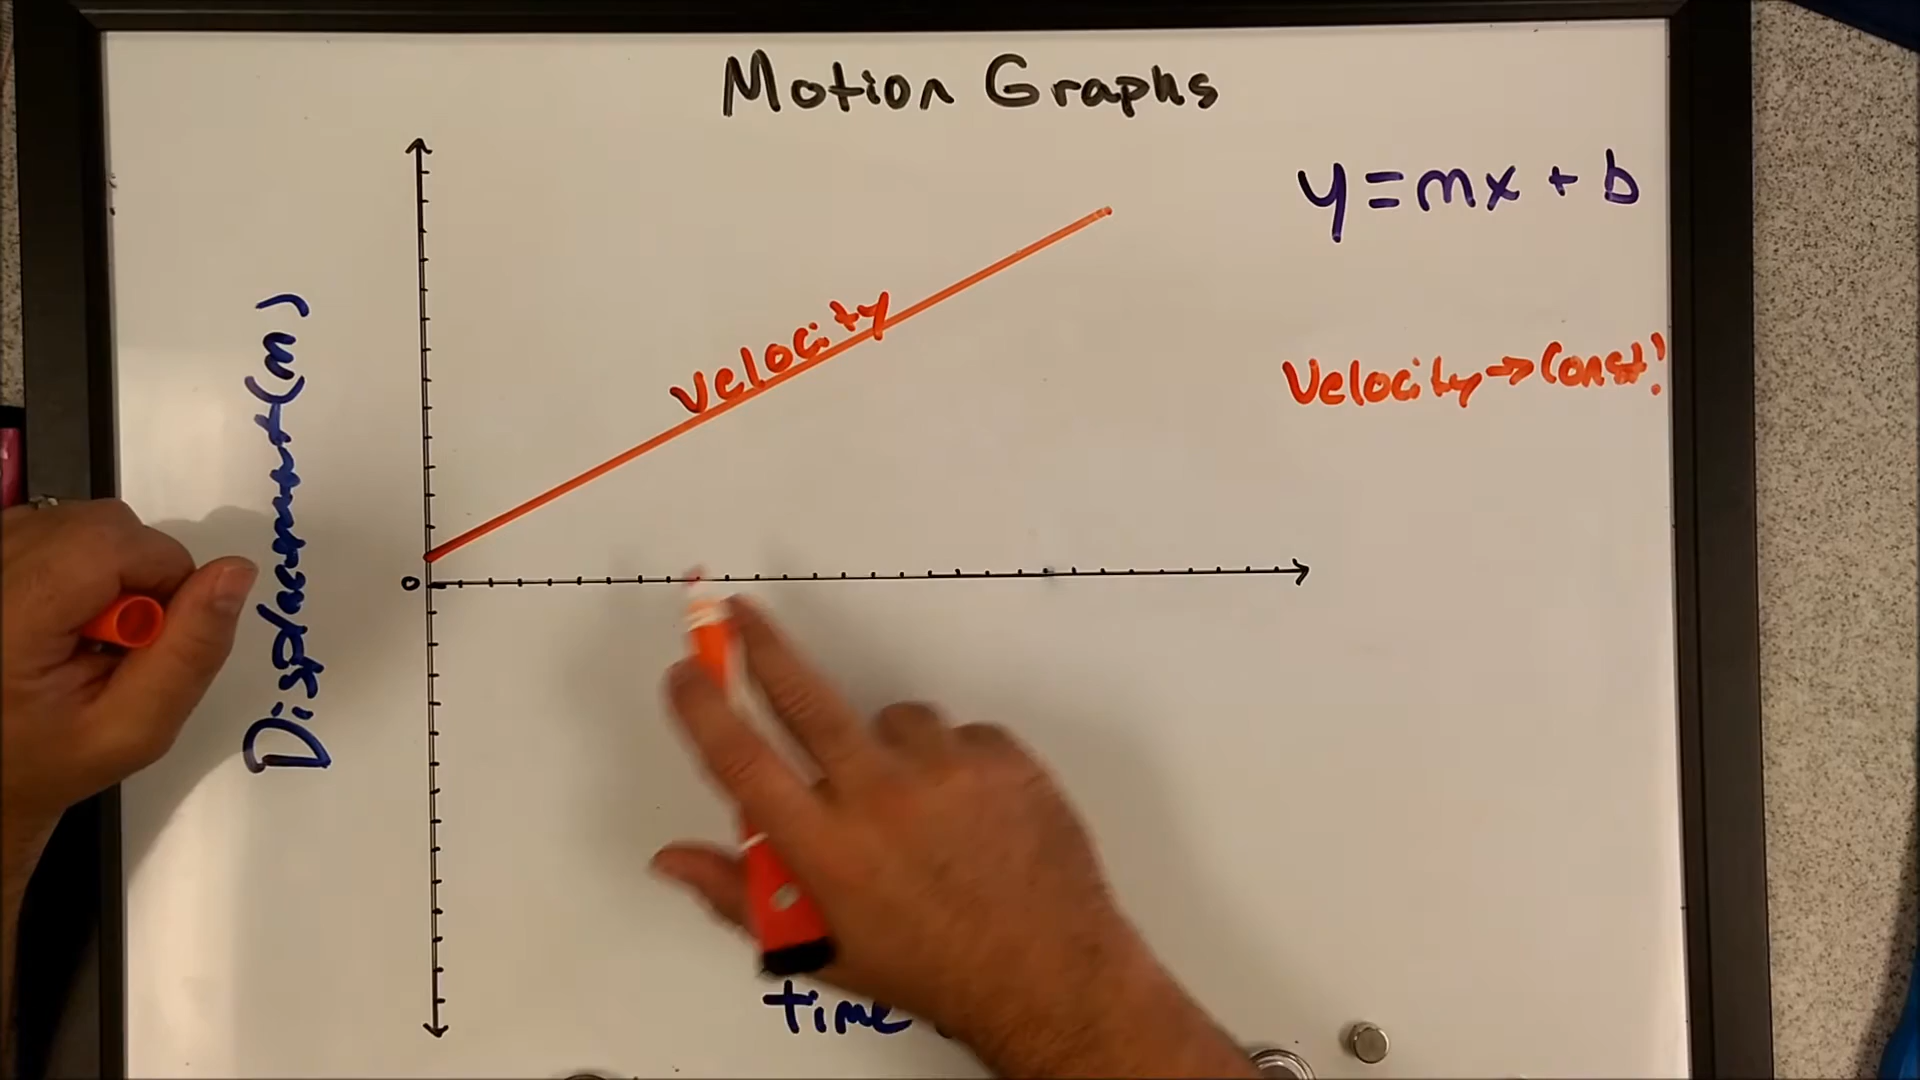 Motion Graphs
y = mx + b
Velocity
Velocity → Const!
Displacement (m)
0
time